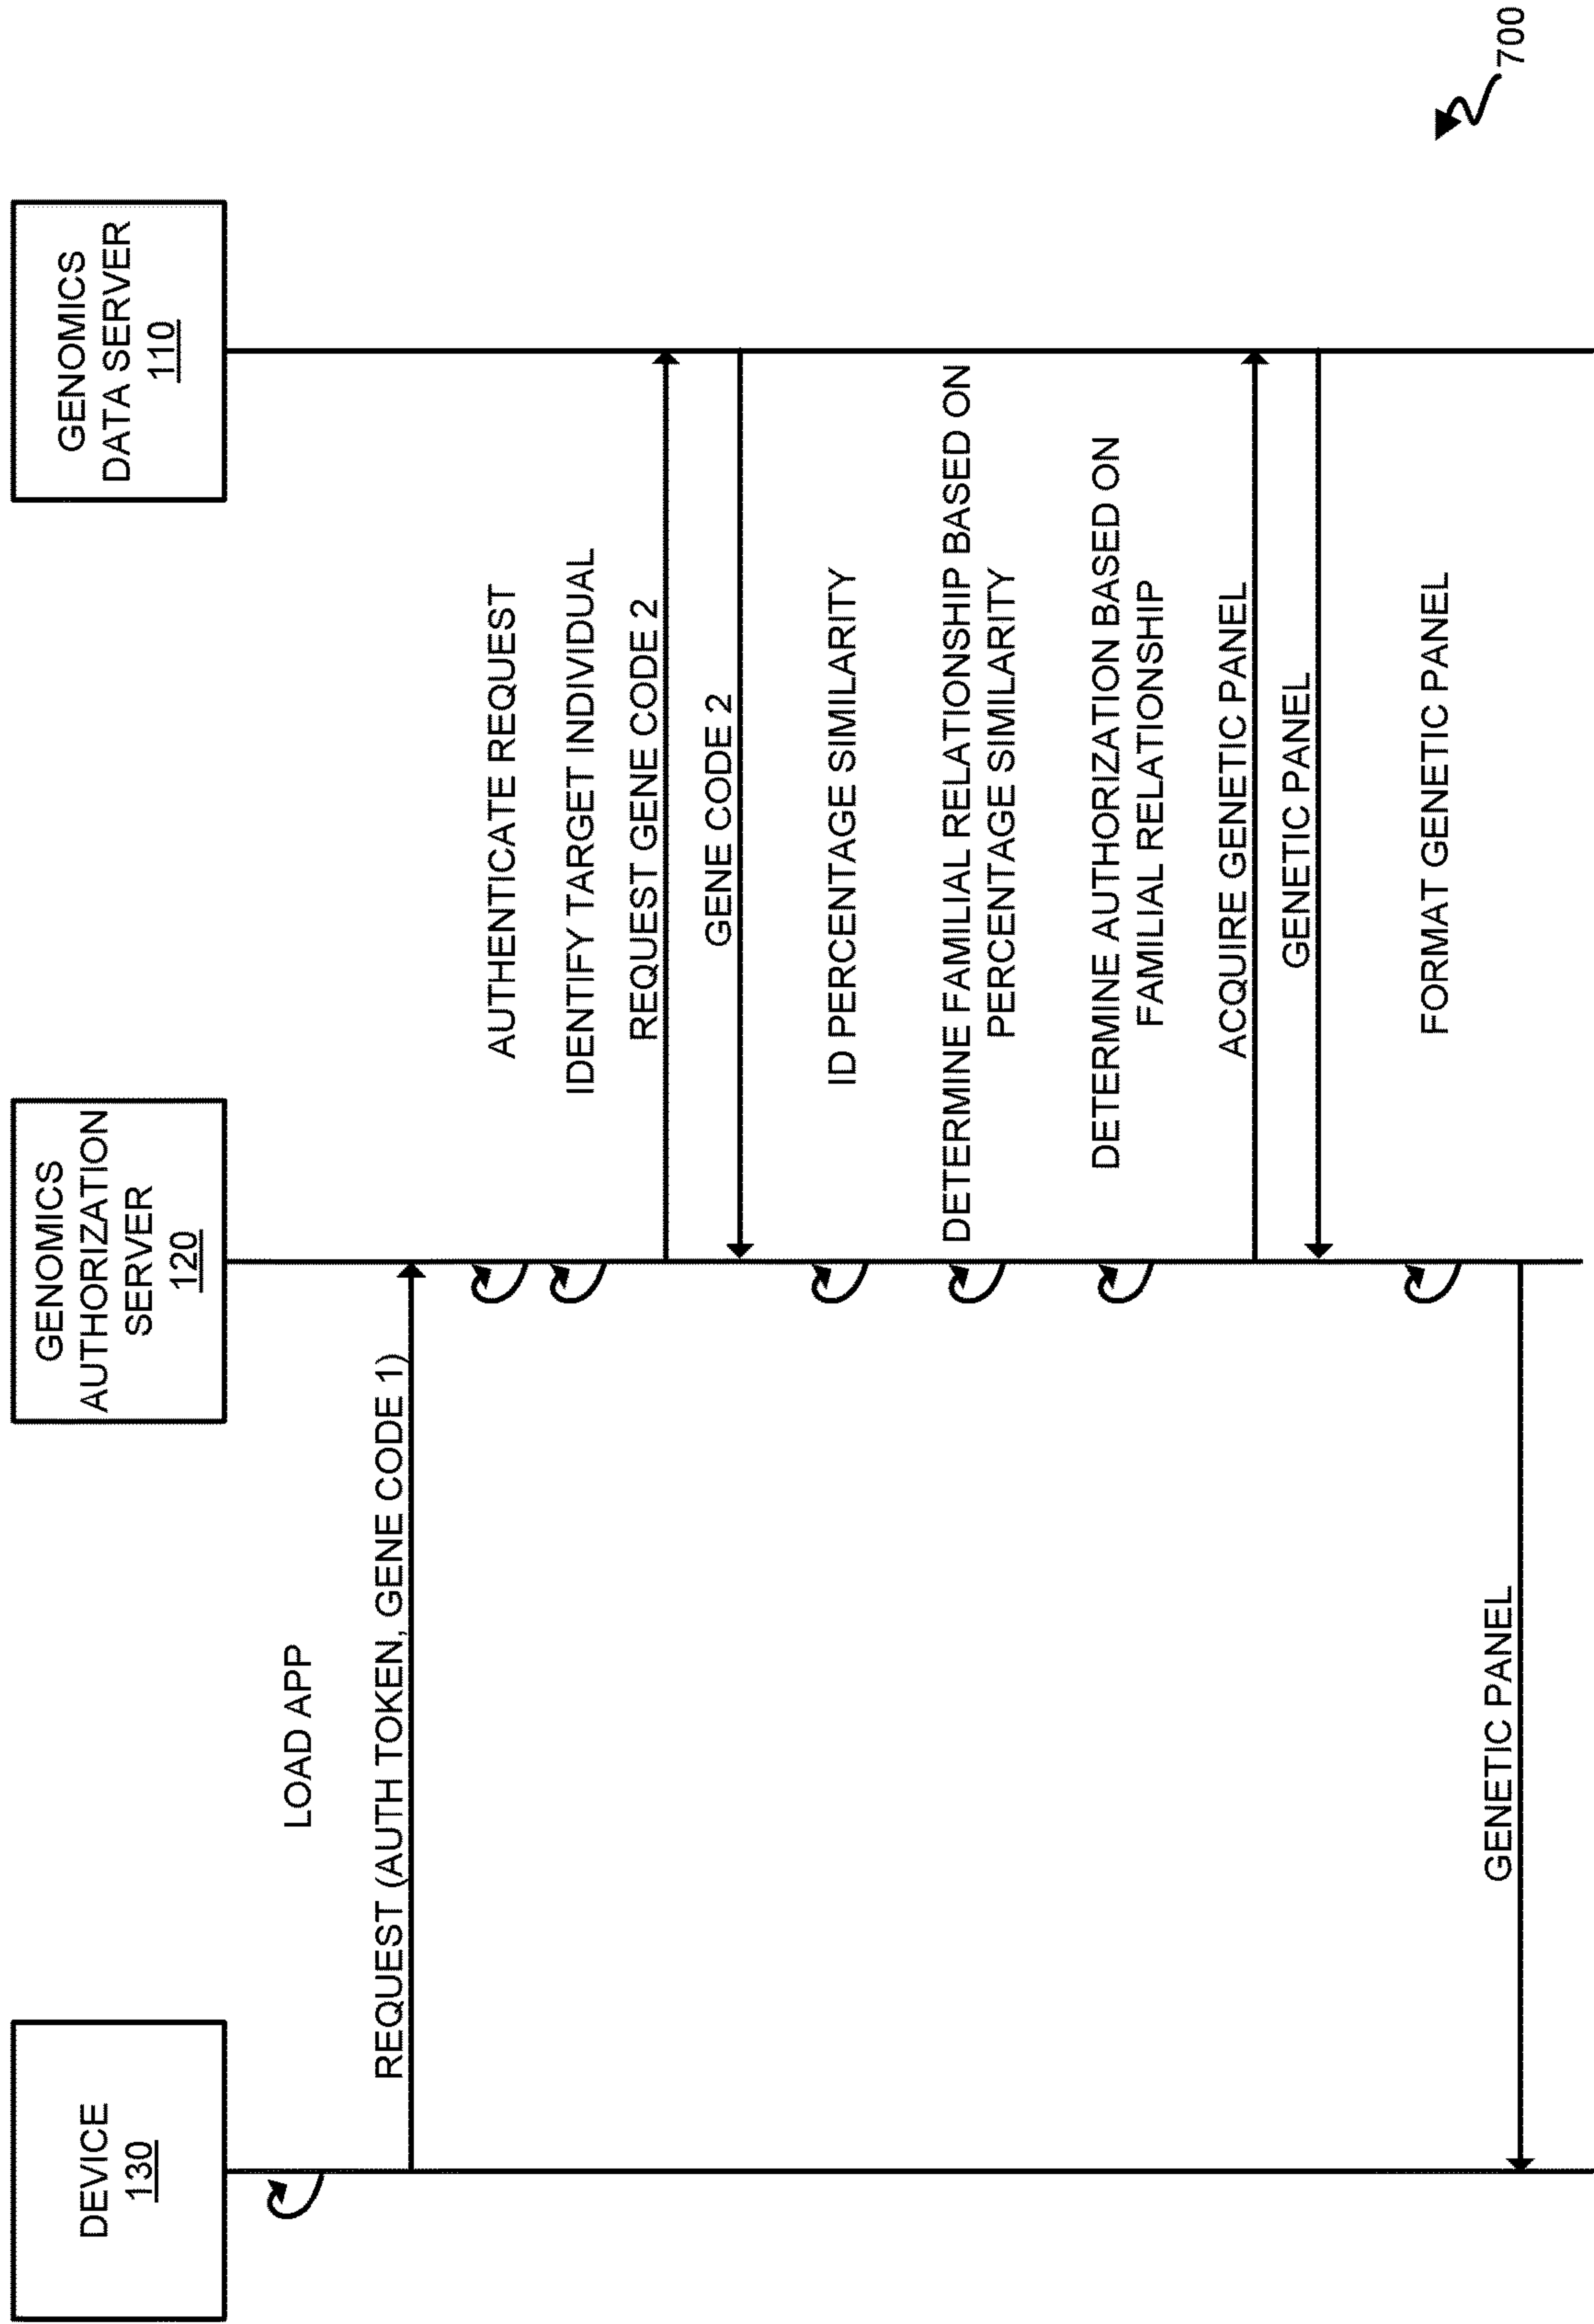 DEVICE
130
GENOMICS
AUTHORIZATION
SERVER
120
GENOMICS
DATA SERVER
110
LOAD APP
REQUEST (AUTH TOKEN, GENE CODE 1)
AUTHENTICATE REQUEST
IDENTIFY TARGET INDIVIDUAL
REQUEST GENE CODE 2
GENE CODE 2
ID PERCENTAGE SIMILARITY
DETERMINE FAMILIAL RELATIONSHIP BASED ON
PERCENTAGE SIMILARITY
DETERMINE AUTHORIZATION BASED ON
FAMILIAL RELATIONSHIP
ACQUIRE GENETIC PANEL
GENETIC PANEL
FORMAT GENETIC PANEL
GENETIC PANEL
700